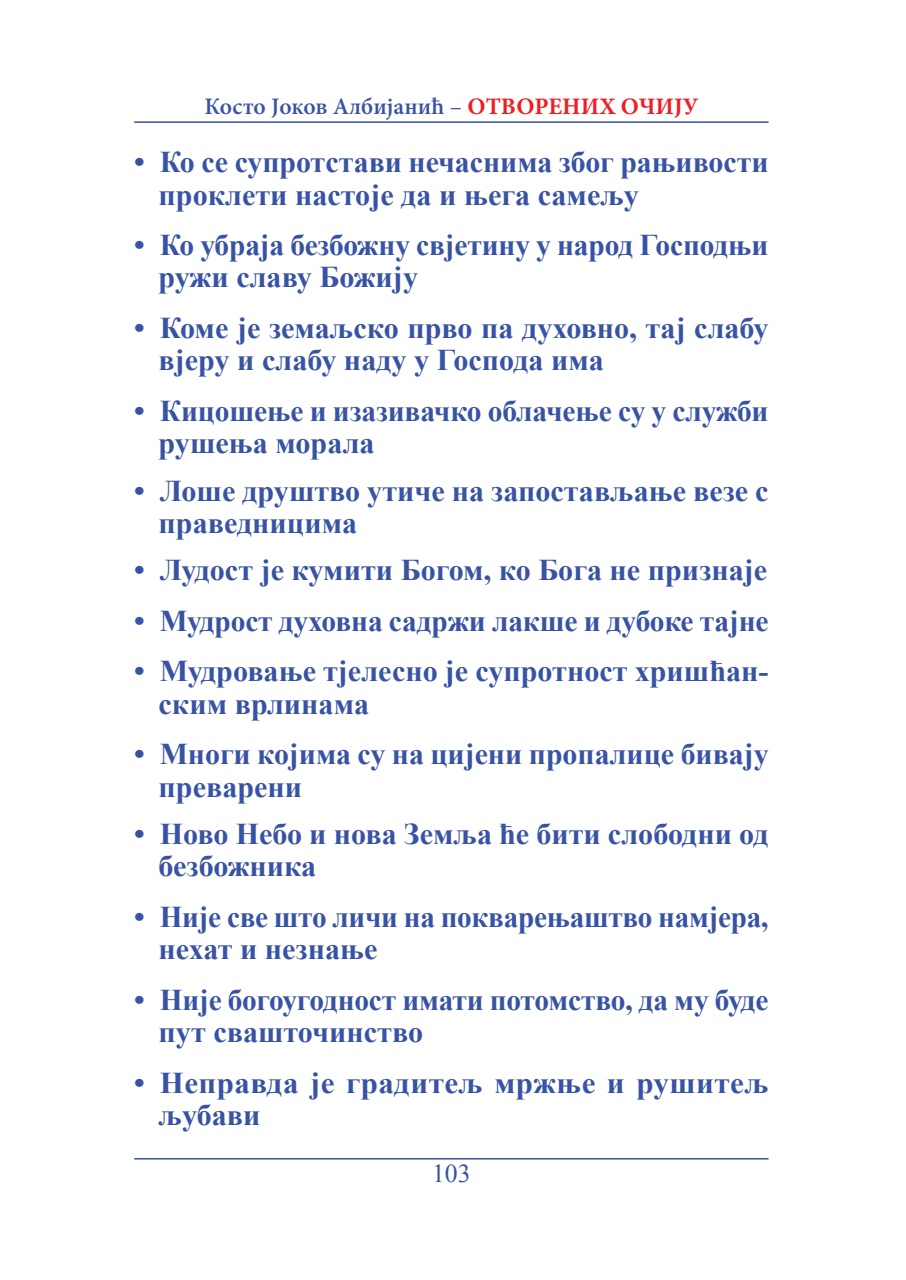 Косто Јоков Албијанић – ОТВОРЕНИХ ОЧИЈУ
• Ко се супротстави нечаснима због рањивости
проклети настоје да и њега самељу
• Ко убраја безбожну свјетину у народ Господњи
ружи славу Божију
• Коме је земаљско прво па духовно, тај слабу
вјеру и слабу наду у Господа има
• Кицошење и изазивачко облачење су у служби
рушења морала
• Лоше друштво утиче на запостављање везе с
праведницима
• Лудост је кумити Богом, ко Бога не признаје
• Мудрост духовна садржи лакше и дубоке тајне
• Мудровање тјелесно је супротност хришћан-
ским врлинама
• Многи којима су на цијени пропалице бивају
преварени
• Ново Небо и нова Земља ће бити слободни од
безбожника
• Није све што личи на покварењаштво намјера,
нехат и незнање
• Није богоугодност имати потомство, да му буде
пут свашточинство
• Неправда је градитељ мржње и рушитељ
љубави
103